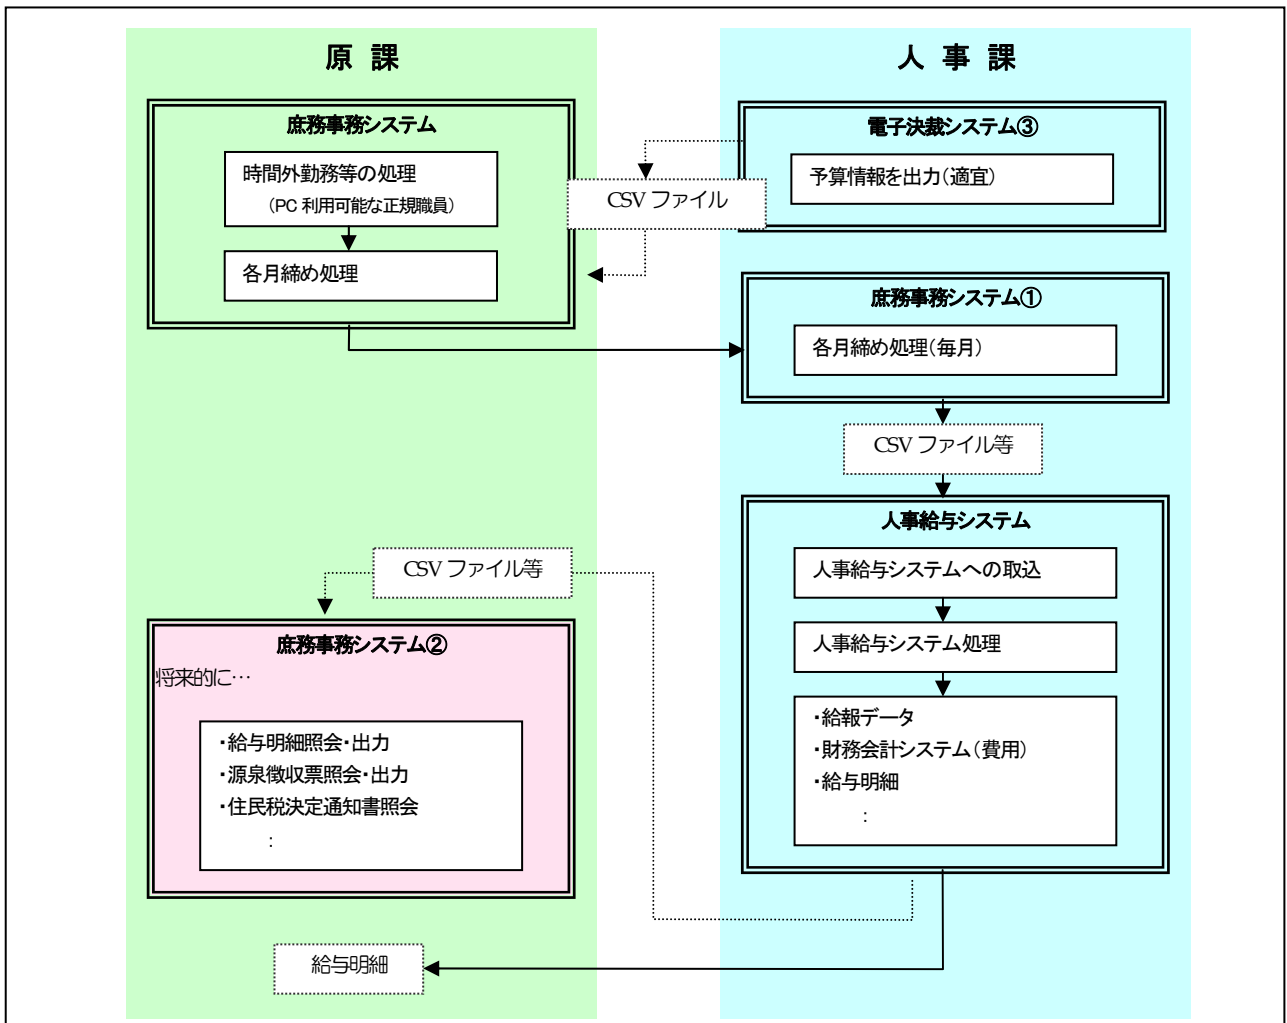 原 課
人 事 課
庶務事務システム
時間外勤務等の処理
（PC 利用可能な正規職員）
各月締め処理
CSV ファイル
電子決裁システム③
予算情報を出力（適宜）
庶務事務システム①
各月締め処理（毎月）
CSV ファイル等
人事給与システム
人事給与システムへの取込
人事給与システム処理
・給報データ
・財務会計システム（費用）
・給与明細
：
CSV ファイル等
庶務事務システム②
将来的に…
・給与明細照会・出力
・源泉徴収票照会・出力
・住民税決定通知書照会
：
給与明細